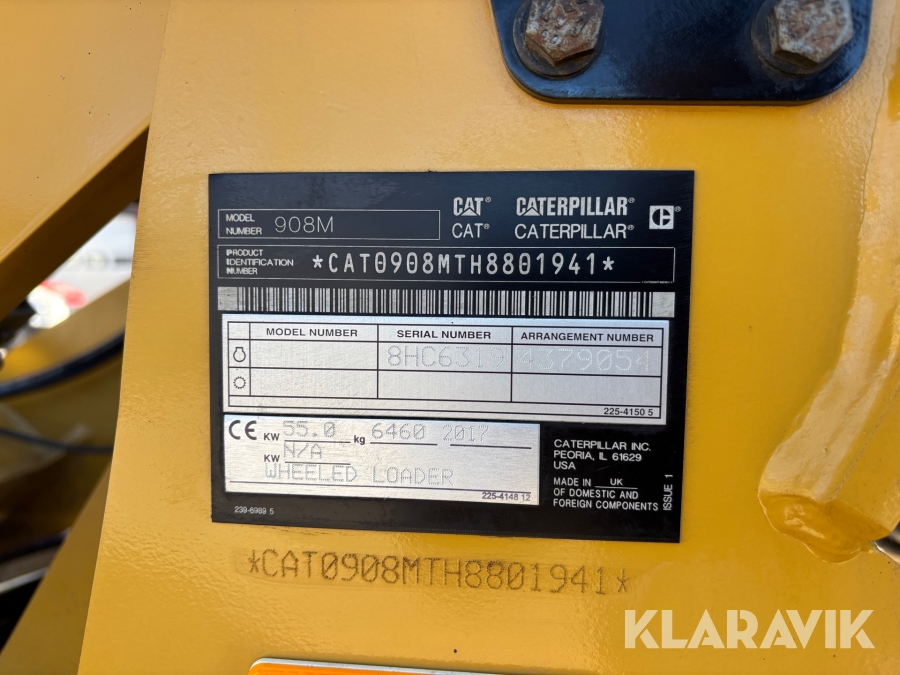 MODEL NUMBER 908M
CAT® CATERPILLAR®
CAT® CATERPILLAR®
PRODUCT IDENTIFICATION NUMBER *CAT0908MTH8801941*
MODEL NUMBER SERIAL NUMBER ARRANGEMENT NUMBER
8HC6319 4379054
225-4150 5
CE KW 55.0 kg 6460 2017
KW N/A
WHEELED LOADER
225-4148 12
CATERPILLAR INC.
PEORIA, IL 61629
USA
MADE IN UK
OF DOMESTIC AND
FOREIGN COMPONENTS
ISSUE 1
239-6989 5
*CAT0908MTH8801941*
KLARAVIK